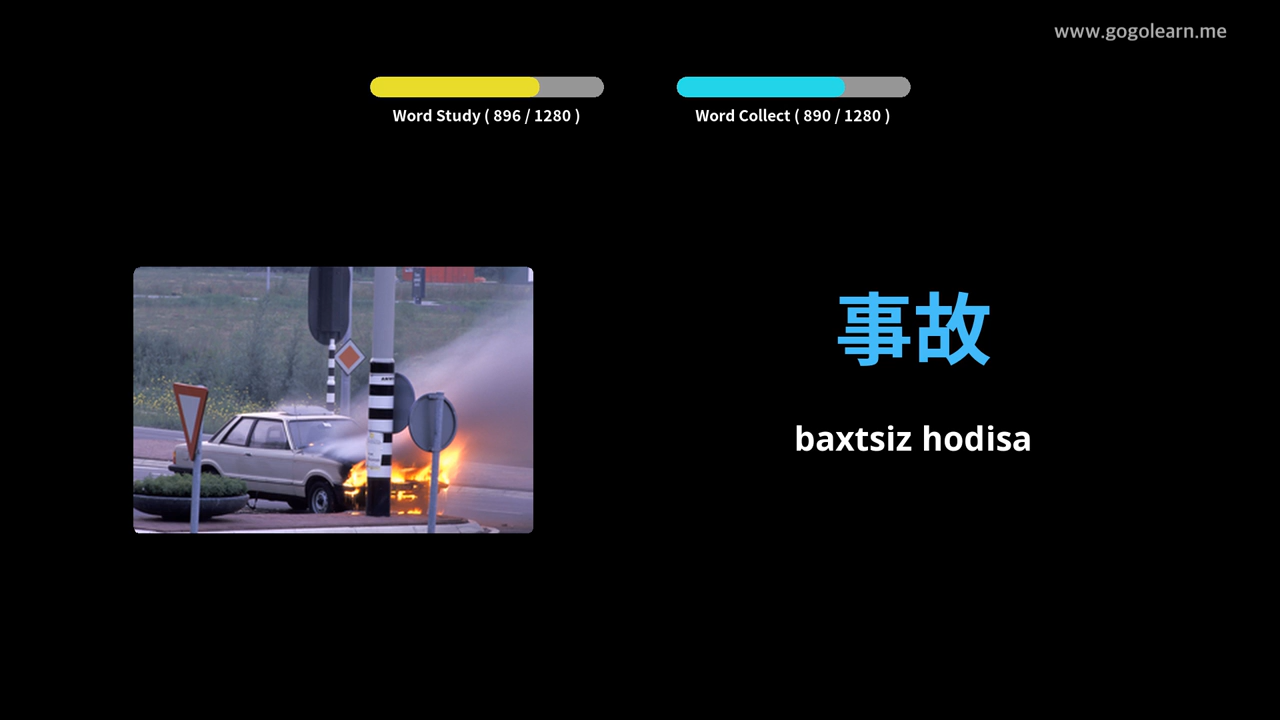 www.gogolearn.me
Word Study ( 896 / 1280 )
Word Collect ( 890 / 1280 )
事故
baxtsiz hodisa